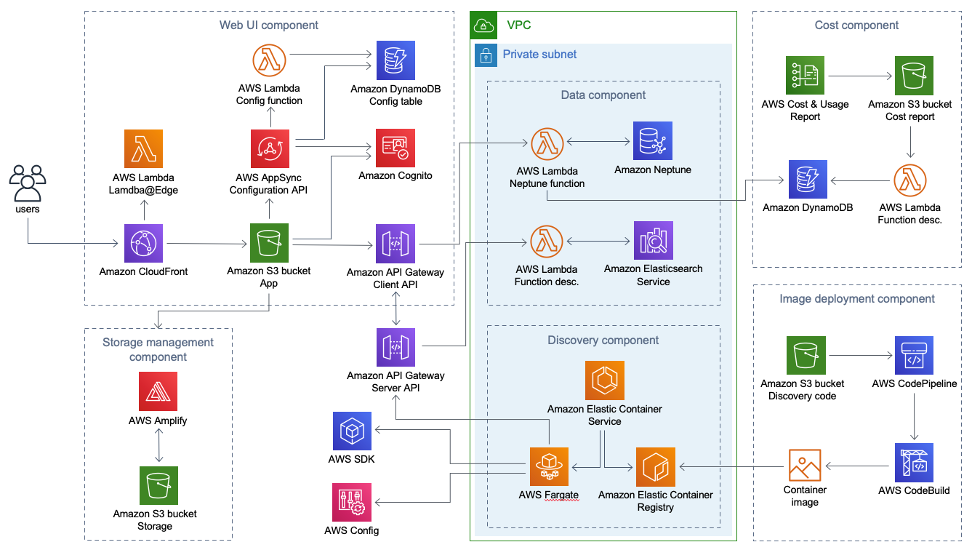 Web UI component
AWS Lambda
Config function
Amazon DynamoDB
Config table
AWS Lambda
Lamdba@Edge
AWS AppSync
Configuration API
Amazon Cognito
users
Amazon CloudFront
Amazon S3 bucket
App
Amazon API Gateway
Client API
Storage management
component
AWS Amplify
Amazon S3 bucket
Storage
Amazon API Gateway
Server API
AWS SDK
AWS Config
VPC
Private subnet
Data component
AWS Lambda
Neptune function
Amazon Neptune
AWS Lambda
Function desc.
Amazon Elasticsearch
Service
Discovery component
Amazon Elastic Container
Service
AWS Fargate
Amazon Elastic Container
Registry
Cost component
AWS Cost & Usage
Report
Amazon S3 bucket
Cost report
Amazon DynamoDB
AWS Lambda
Function desc.
Image deployment component
Amazon S3 bucket
Discovery code
AWS CodePipeline
Container
image
AWS CodeBuild